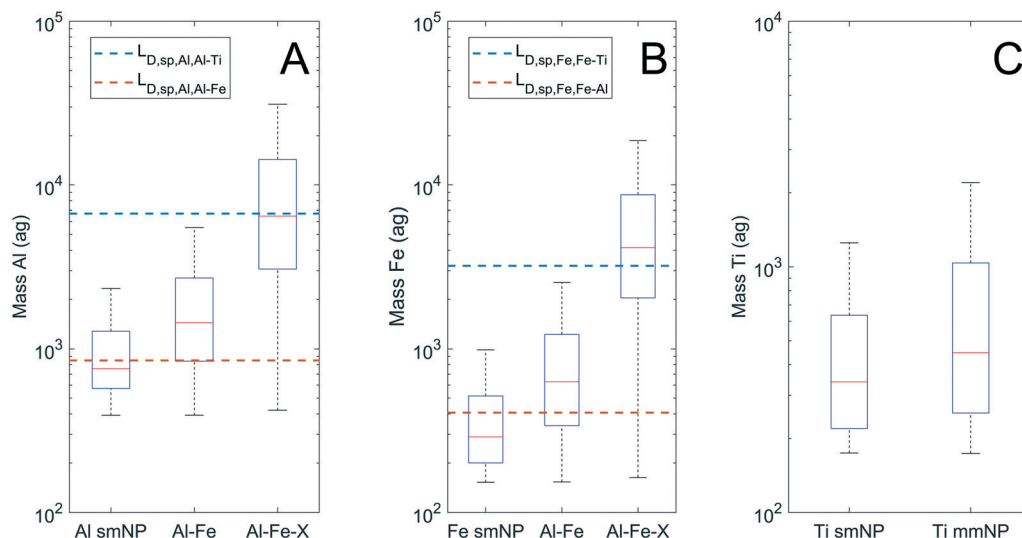 A
L_D,sp,Al,Al-Ti
L_D,sp,Al,Al-Fe
10^5
10^4
10^3
10^2
Mass Al (ag)
Al smNP
Al-Fe
Al-Fe-X
B
L_D,sp,Fe,Fe-Ti
L_D,sp,Fe,Fe-Al
10^5
10^4
10^3
10^2
Mass Fe (ag)
Fe smNP
Al-Fe
Al-Fe-X
C
10^4
10^3
10^2
Mass Ti (ag)
Ti smNP
Ti mmNP